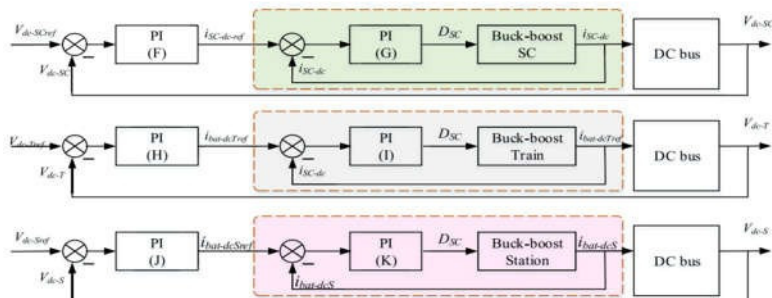 V_dc-SCref PI (F) i_SC-dc-ref PI (G) D_SC Buck-boost SC i_SC-dc DC bus V_dc-SC
V_dc-SC i_SC-dc
V_dc-Tref PI (H) i_bat-dcTref PI (I) D_SC Buck-boost Train i_bat-dcTref DC bus V_dc-T
V_dc-T i_SC-dc
V_dc-Sref PI (J) i_bat-dcSref PI (K) D_SC Buck-boost Station i_bat-dcS DC bus V_dc-S
V_dc-S i_bat-dcS